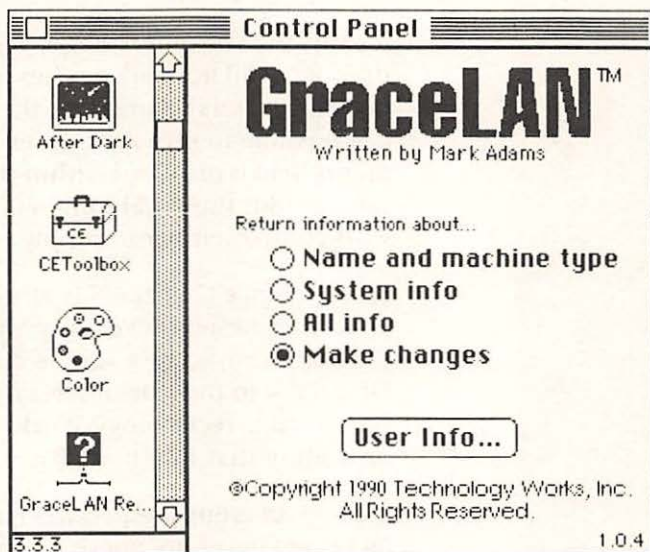 Control Panel
After Dark
CE
CEToolbox
Color
?
GraceLAN Re...
3.3.3
GraceLAN™
Written by Mark Adams
Return information about...
Name and machine type
System info
All info
Make changes
User Info...
©Copyright 1990 Technology Works, Inc.
All Rights Reserved.
1.0.4